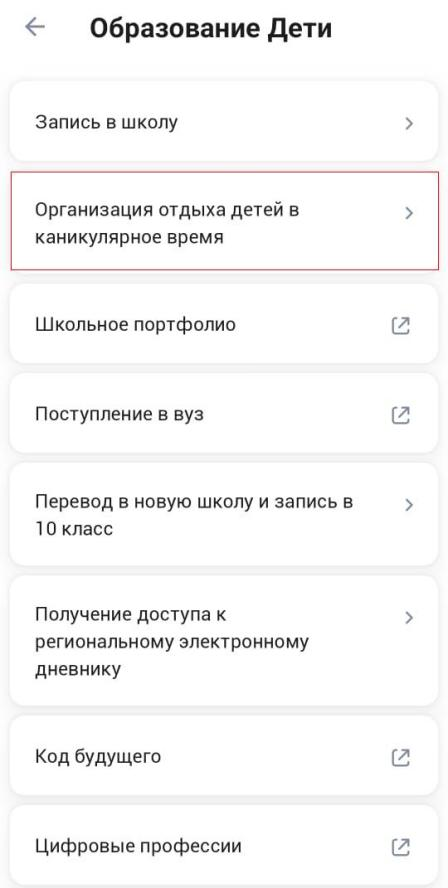 Образование Дети
Запись в школу
Организация отдыха детей в
каникулярное время
Школьное портфолио
Поступление в вуз
Перевод в новую школу и запись в
10 класс
Получение доступа к
региональному электронному
дневнику
Код будущего
Цифровые профессии